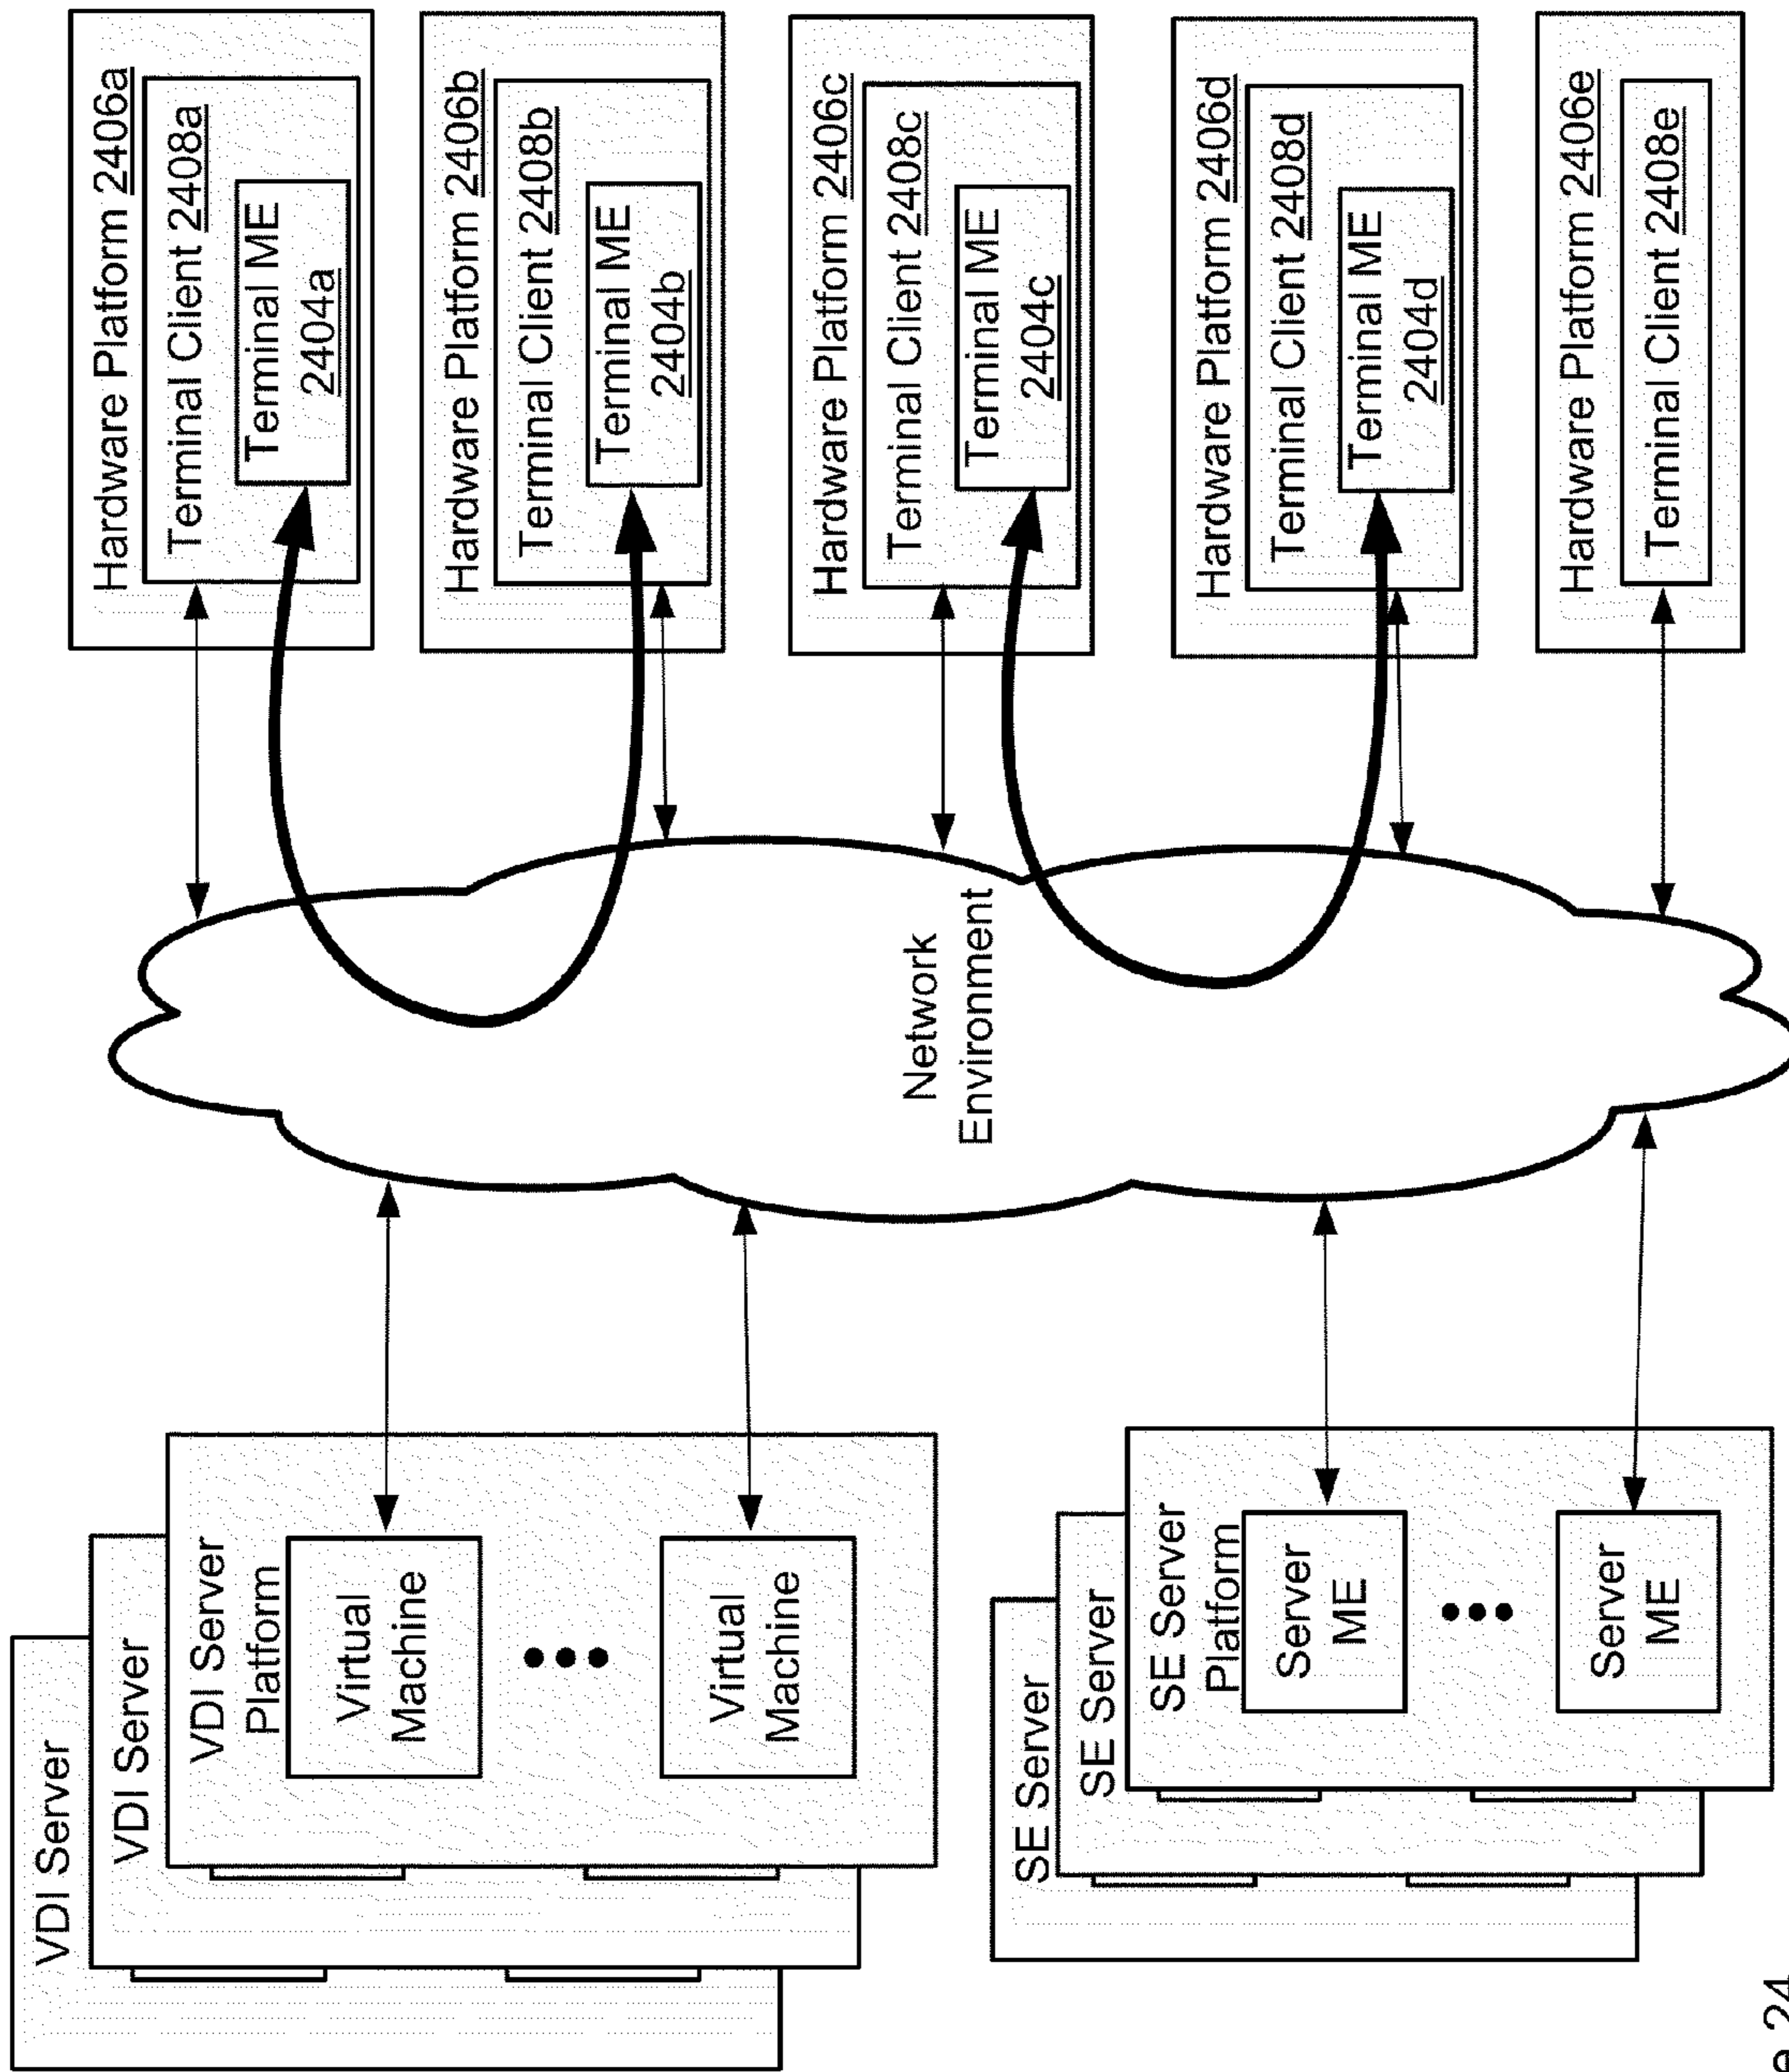 VDI Server
VDI Server
VDI Server
Platform
Virtual
Machine
Virtual
Machine
SE Server
SE Server
SE Server
Platform
Server
ME
Server
ME
Network
Environment
Hardware Platform 2406a
Terminal Client 2408a
Terminal ME
2404a
Hardware Platform 2406b
Terminal Client 2408b
Terminal ME
2404b
Hardware Platform 2406c
Terminal Client 2408c
Terminal ME
2404c
Hardware Platform 2406d
Terminal Client 2408d
Terminal ME
2404d
Hardware Platform 2406e
Terminal Client 2408e
24